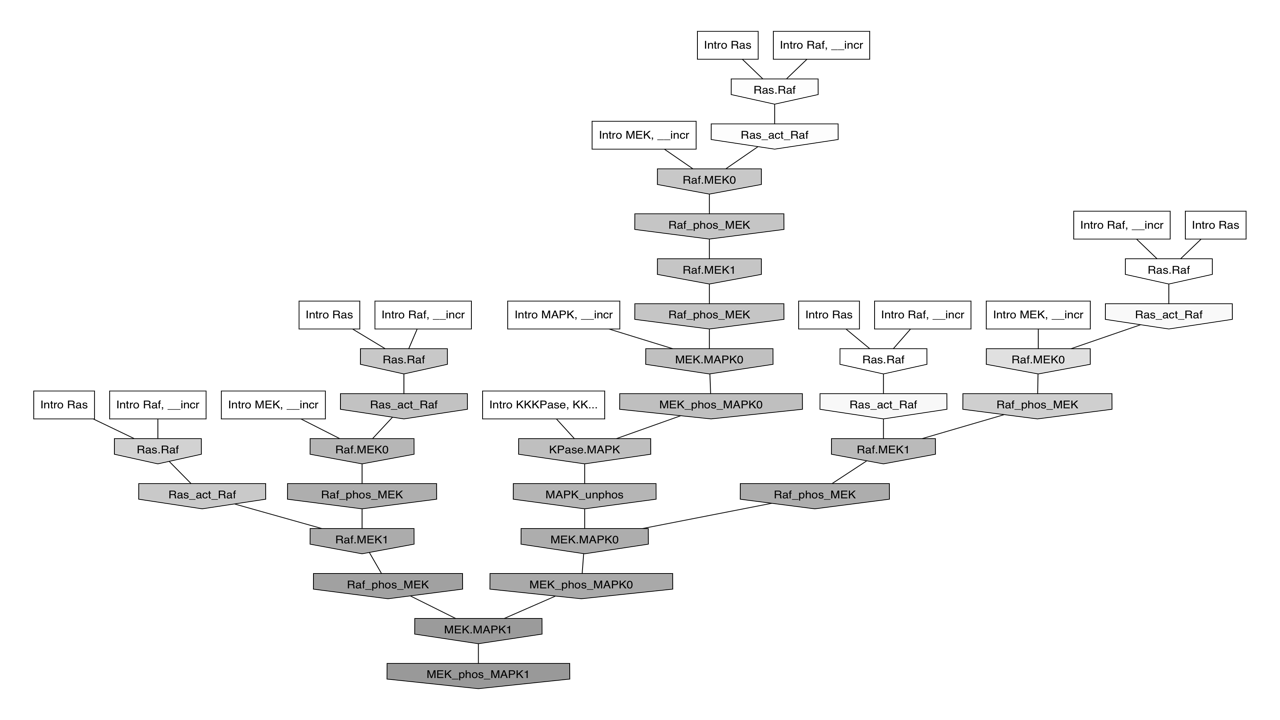 Intro Ras
Intro Raf, __incr
Ras.Raf
Intro MEK, __incr
Ras_act_Raf
Raf.MEK0
Raf_phos_MEK
Intro Raf, __incr
Intro Ras
Raf.MEK1
Ras.Raf
Intro Ras
Intro Raf, __incr
Intro MAPK, __incr
Raf_phos_MEK
Intro Ras
Intro Raf, __incr
Intro MEK, __incr
Ras_act_Raf
Ras.Raf
MEK.MAPK0
Ras.Raf
Raf.MEK0
Intro Ras
Intro Raf, __incr
Intro MEK, __incr
Ras_act_Raf
Intro KKKPase, KK...
MEK_phos_MAPK0
Ras_act_Raf
Raf_phos_MEK
Ras.Raf
Raf.MEK0
KPase.MAPK
Raf.MEK1
Ras_act_Raf
Raf_phos_MEK
MAPK_unphos
Raf_phos_MEK
Raf.MEK1
MEK.MAPK0
Raf_phos_MEK
MEK_phos_MAPK0
MEK.MAPK1
MEK_phos_MAPK1